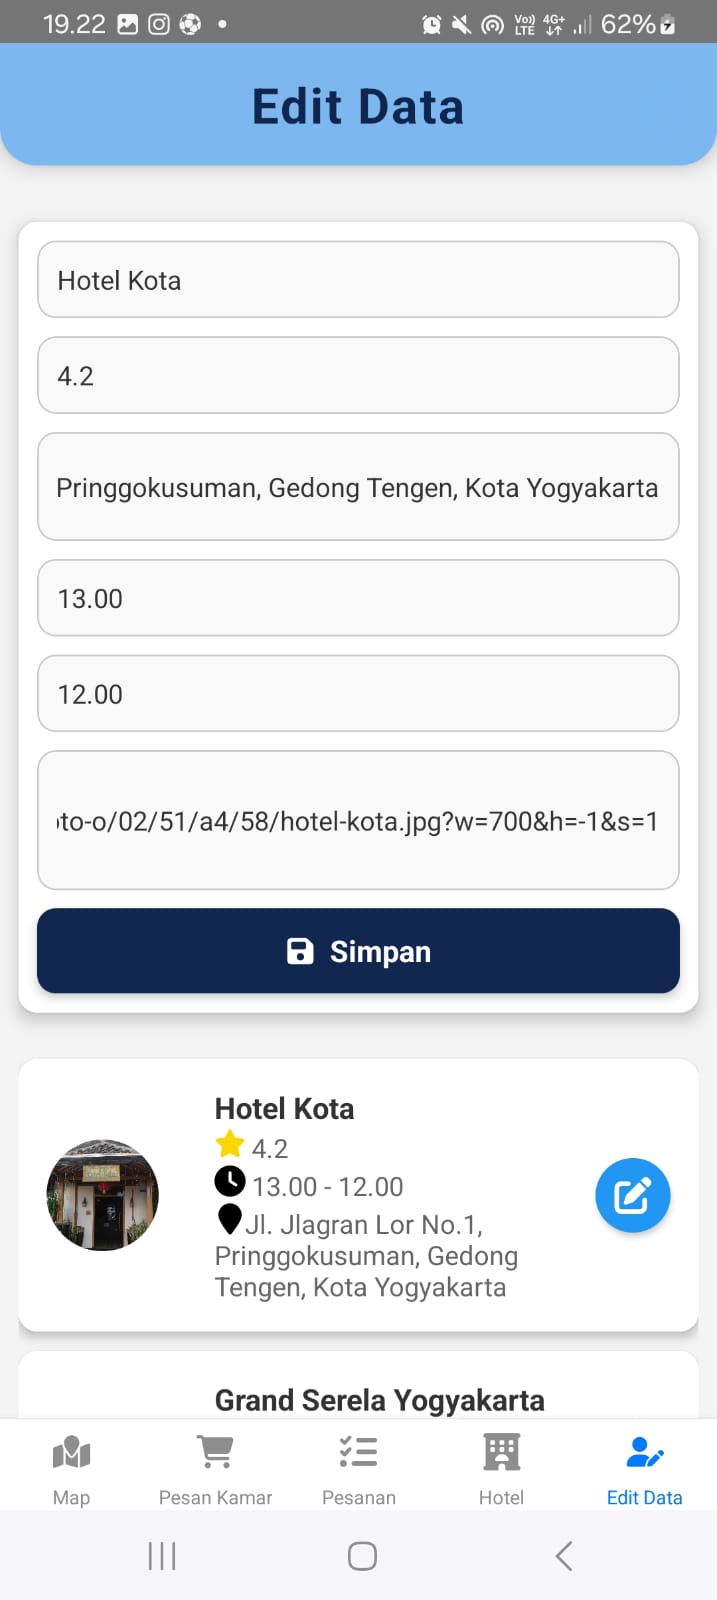 19.22 Vo)) LTE 4G+ 62%
Edit Data
Hotel Kota
4.2
Pringgokusuman, Gedong Tengen, Kota Yogyakarta
13.00
12.00
to-o/02/51/a4/58/hotel-kota.jpg?w=700&h=-1&s=1
Simpan
Hotel Kota
4.2
13.00 - 12.00
Jl. Jlagran Lor No.1,
Pringgokusuman, Gedong
Tengen, Kota Yogyakarta
Grand Serela Yogyakarta
Map Pesan Kamar Pesanan Hotel Edit Data